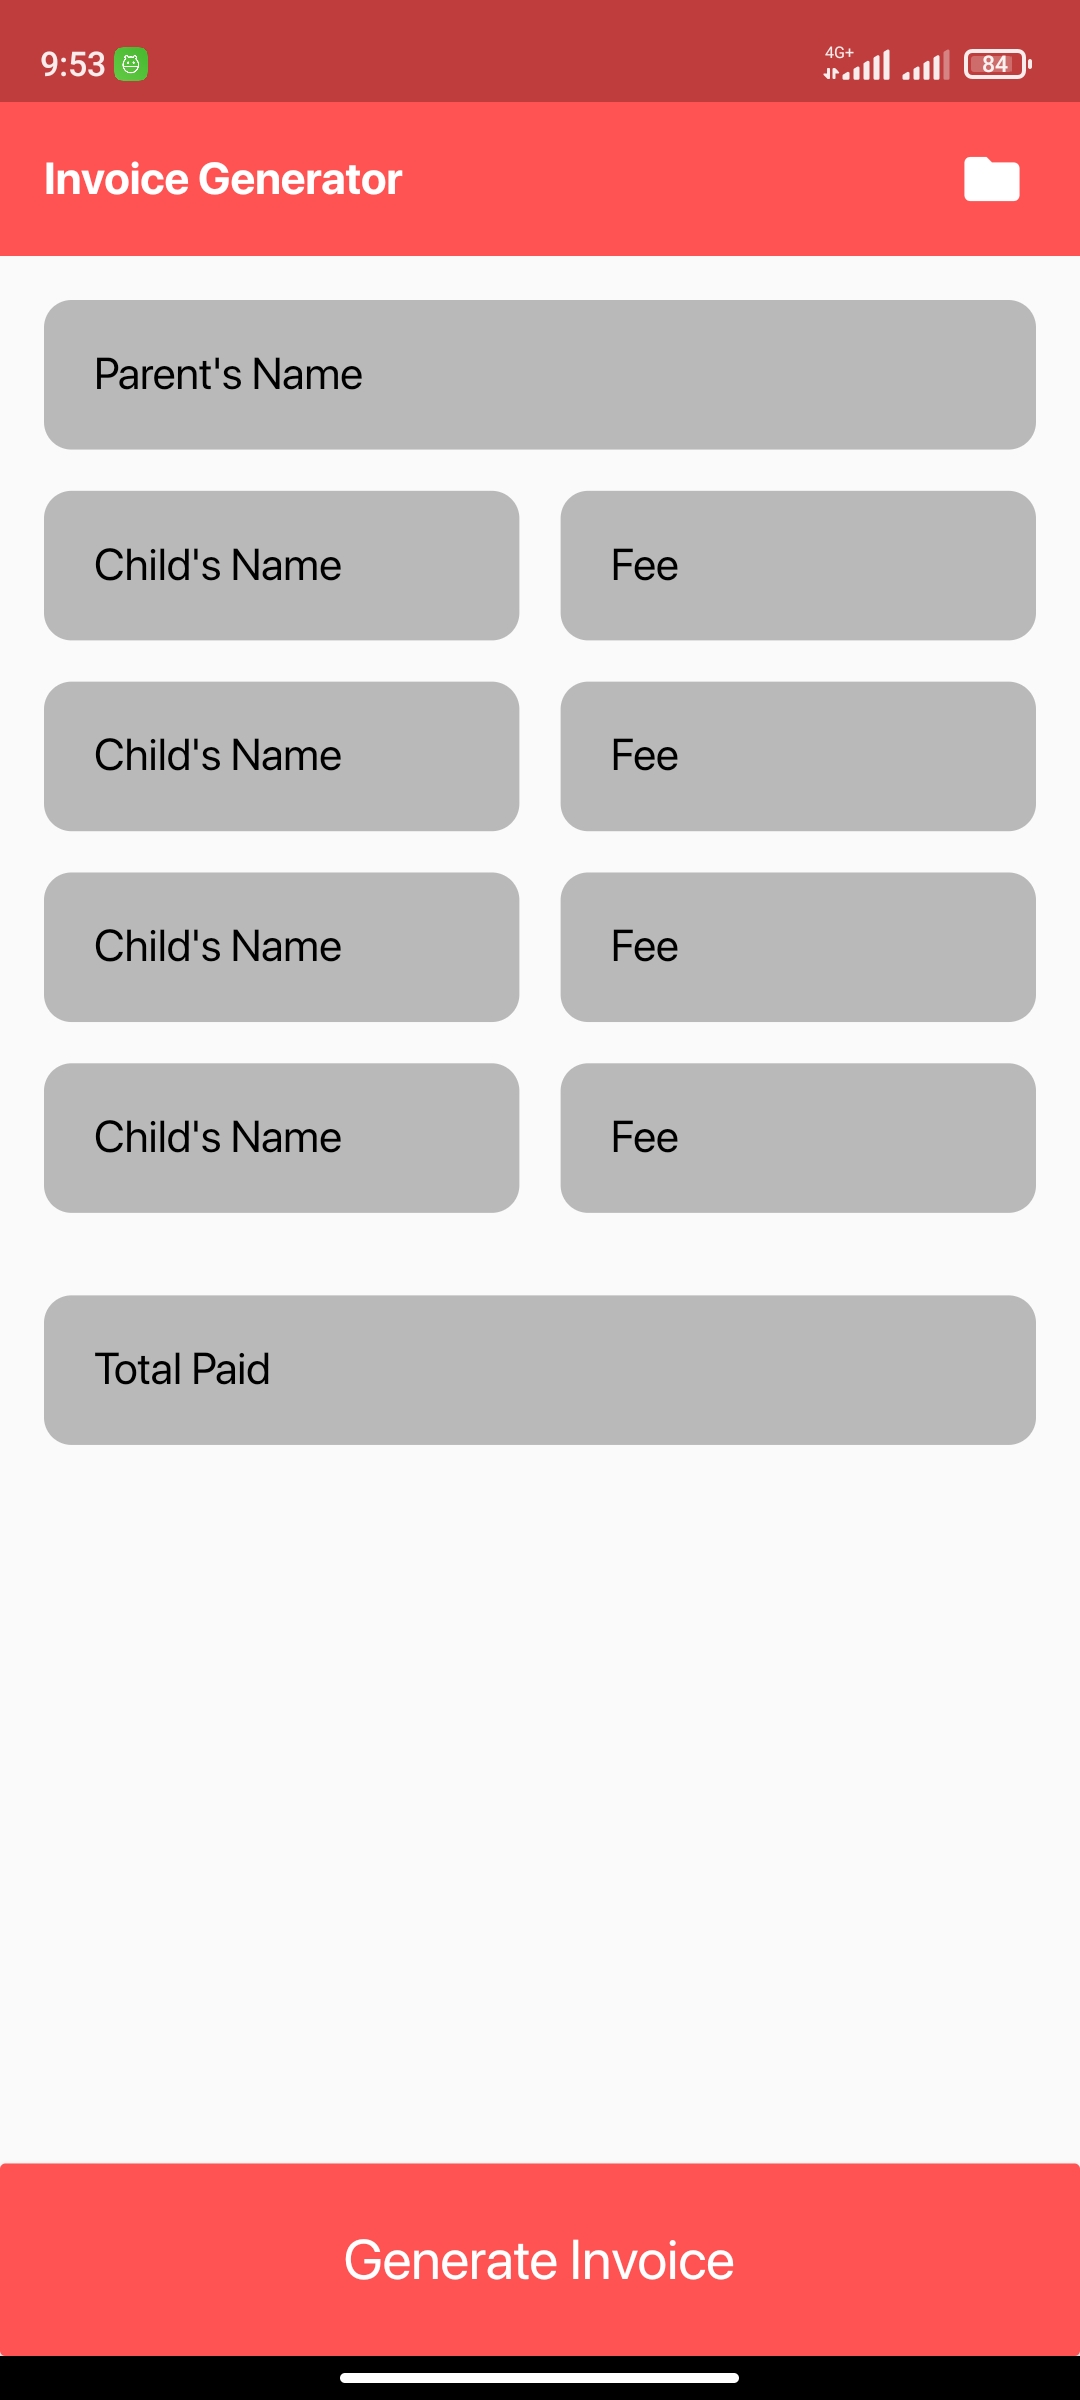 9:53 4G+ 84
Invoice Generator
Parent's Name
Child's Name Fee
Child's Name Fee
Child's Name Fee
Child's Name Fee
Total Paid
Generate Invoice